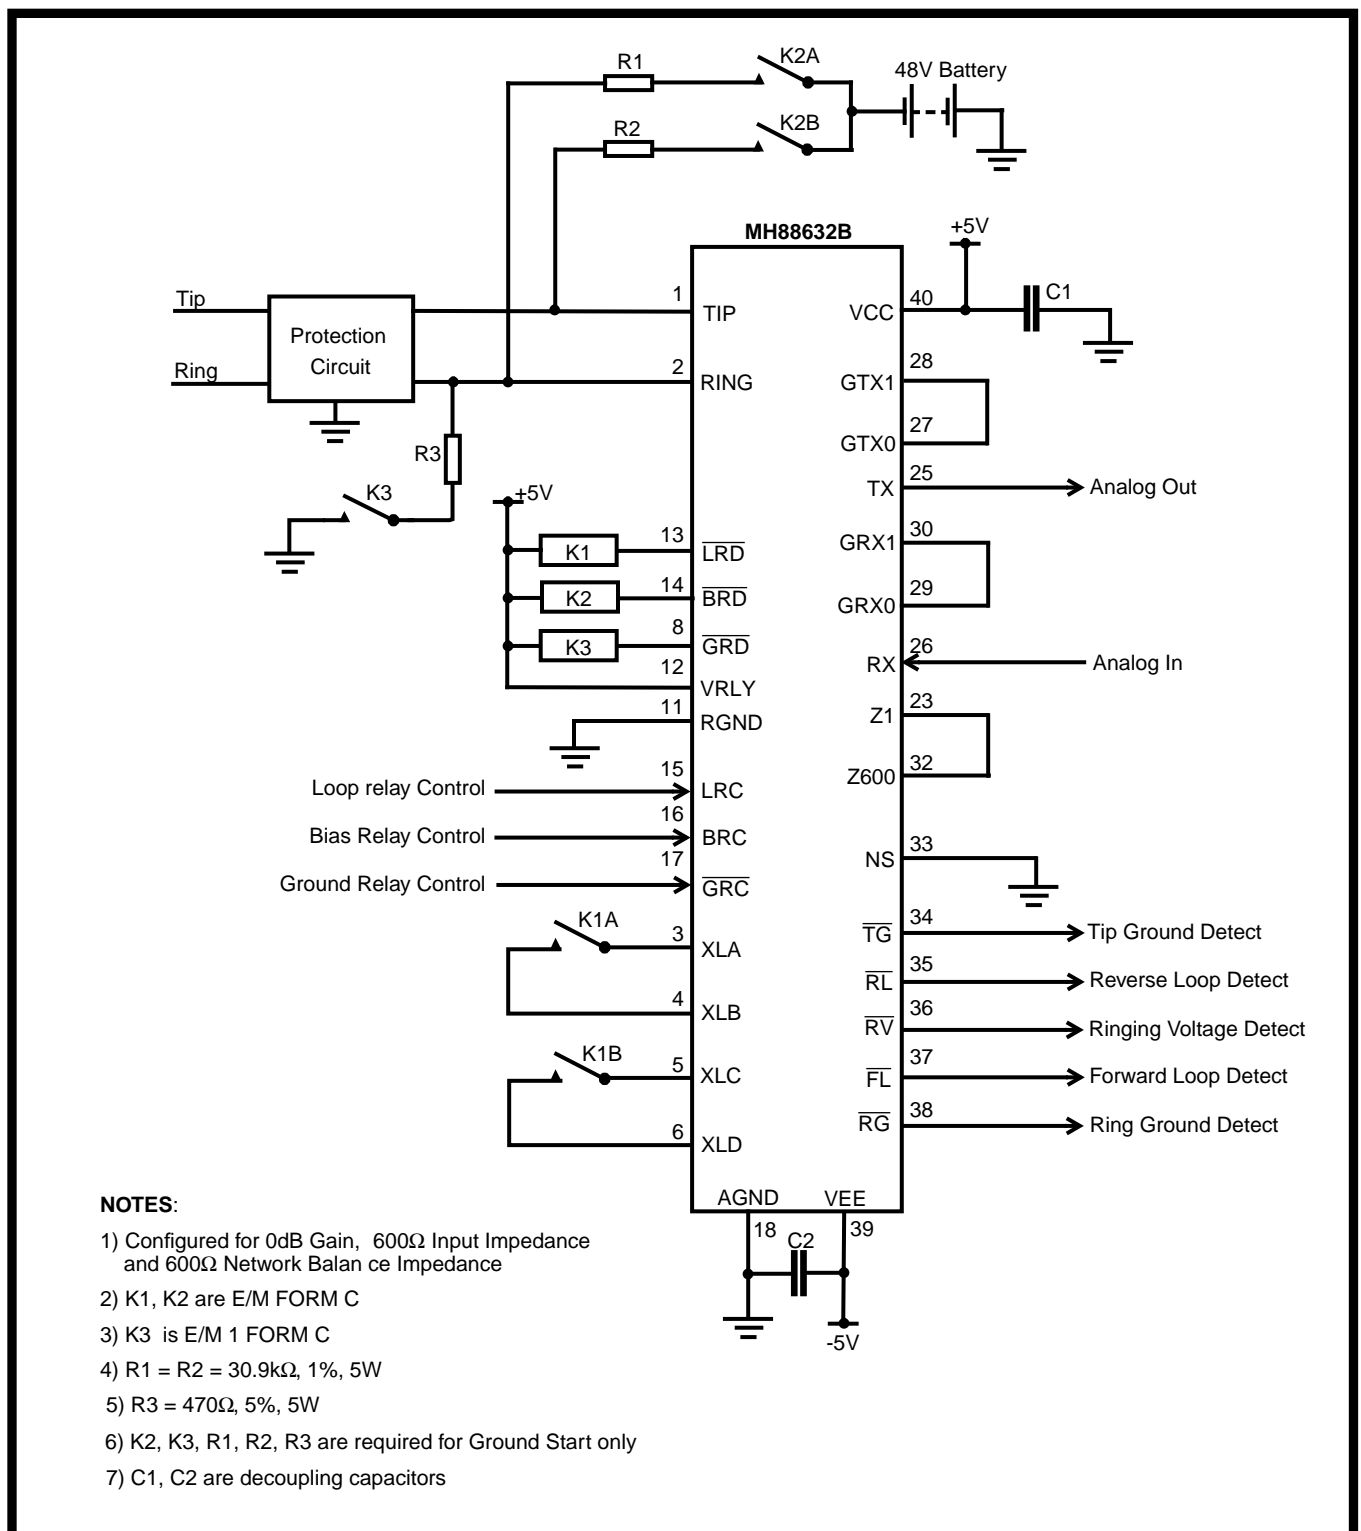 R1
K2A
48V Battery
R2
K2B
MH88632B
+5V
Tip
Protection
Circuit
Ring
1
TIP
2
RING
R3
K3
+5V
K1
13
LRD
K2
14
BRD
K3
8
GRD
12
VRLY
11
RGND
Loop relay Control
15
LRC
Bias Relay Control
16
BRC
Ground Relay Control
17
GRC
K1A
3
XLA
4
XLB
K1B
5
XLC
6
XLD
VCC
40
C1
GTX1
28
GTX0
27
TX
25
Analog Out
GRX1
30
GRX0
29
RX
26
Analog In
Z1
23
Z600
32
NS
33
TG
34
Tip Ground Detect
RL
35
Reverse Loop Detect
RV
36
Ringing Voltage Detect
FL
37
Forward Loop Detect
RG
38
Ring Ground Detect
AGND
VEE
18
39
C2
-5V
NOTES:
1) Configured for 0dB Gain, 600Ω Input Impedance
and 600Ω Network Balan ce Impedance
2) K1, K2 are E/M FORM C
3) K3 is E/M 1 FORM C
4) R1 = R2 = 30.9kΩ, 1%, 5W
5) R3 = 470Ω, 5%, 5W
6) K2, K3, R1, R2, R3 are required for Ground Start only
7) C1, C2 are decoupling capacitors